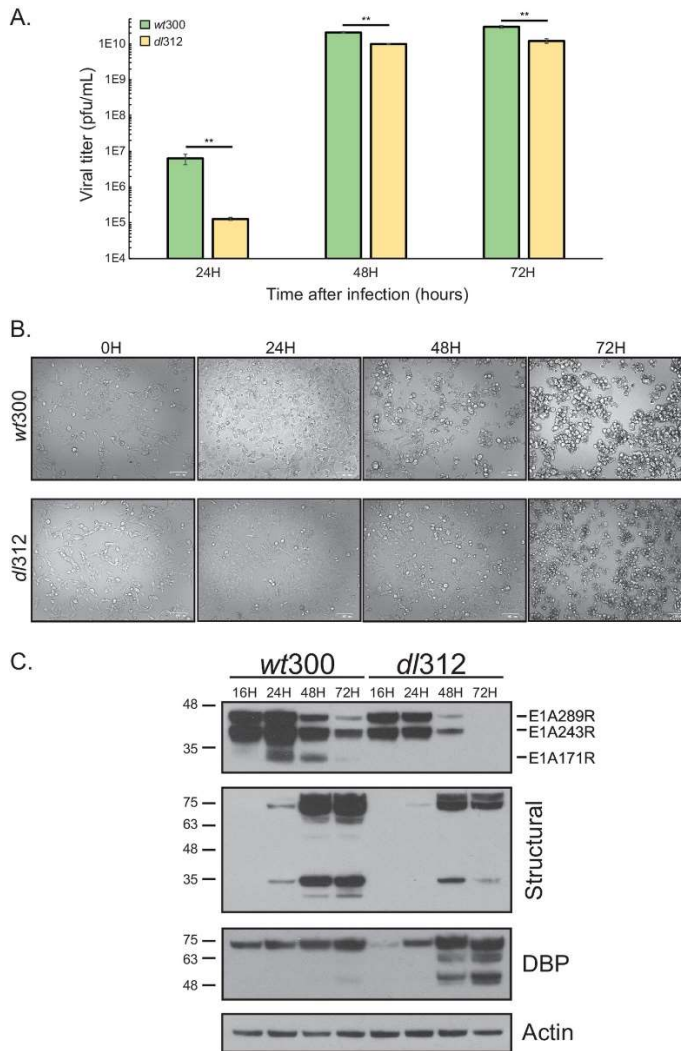 A.
wt300
dl312
**
**
**
Viral titer (pfu/mL)
1E10
1E9
1E8
1E7
1E6
1E5
1E4
24H 48H 72H
Time after infection (hours)
B.
0H 24H 48H 72H
wt300
dl312
C.
wt300 dl312
16H 24H 48H 72H 16H 24H 48H 72H
48
35
E1A289R
E1A243R
E1A171R
75
63
48
35
Structural
75
63
48
DBP
Actin